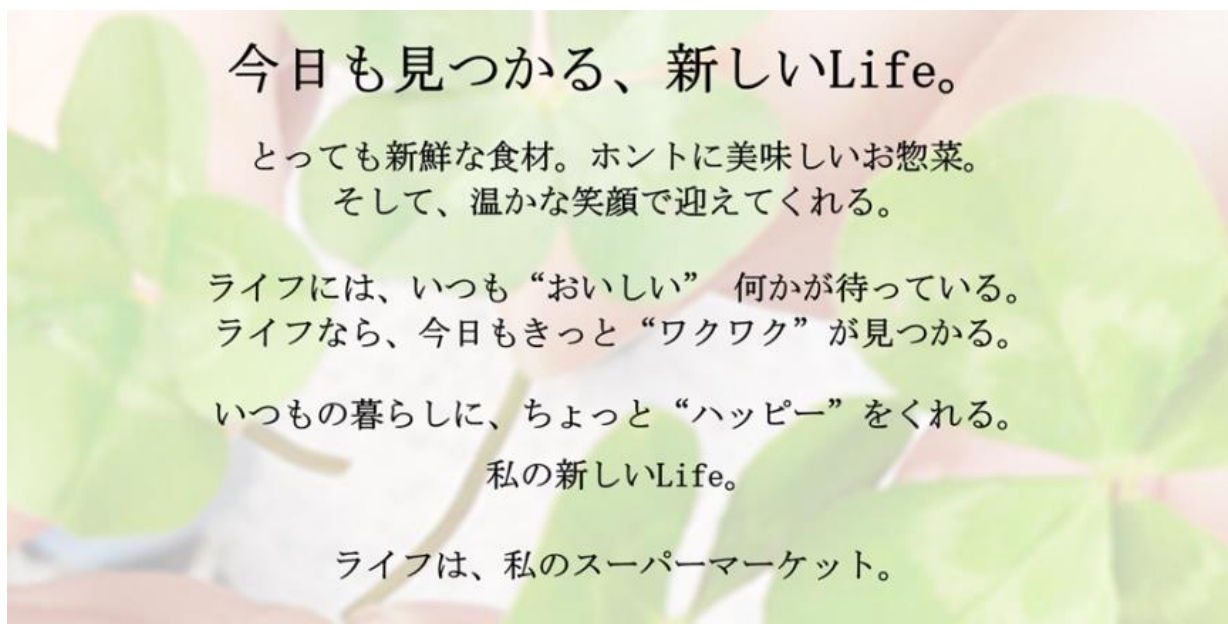 今日も見つかる、新しいLife。
とっても新鮮な食材。ホントに美味しいお惣菜。
そして、温かな笑顔で迎えてくれる。
ライフには、いつも“おいしい” 何かが待っている。
ライフなら、今日もきっと“ワクワク”が見つかる。
いつもの暮らしに、ちょっと“ハッピー”をくれる。
私の新しいLife。
ライフは、私のスーパーマーケット。